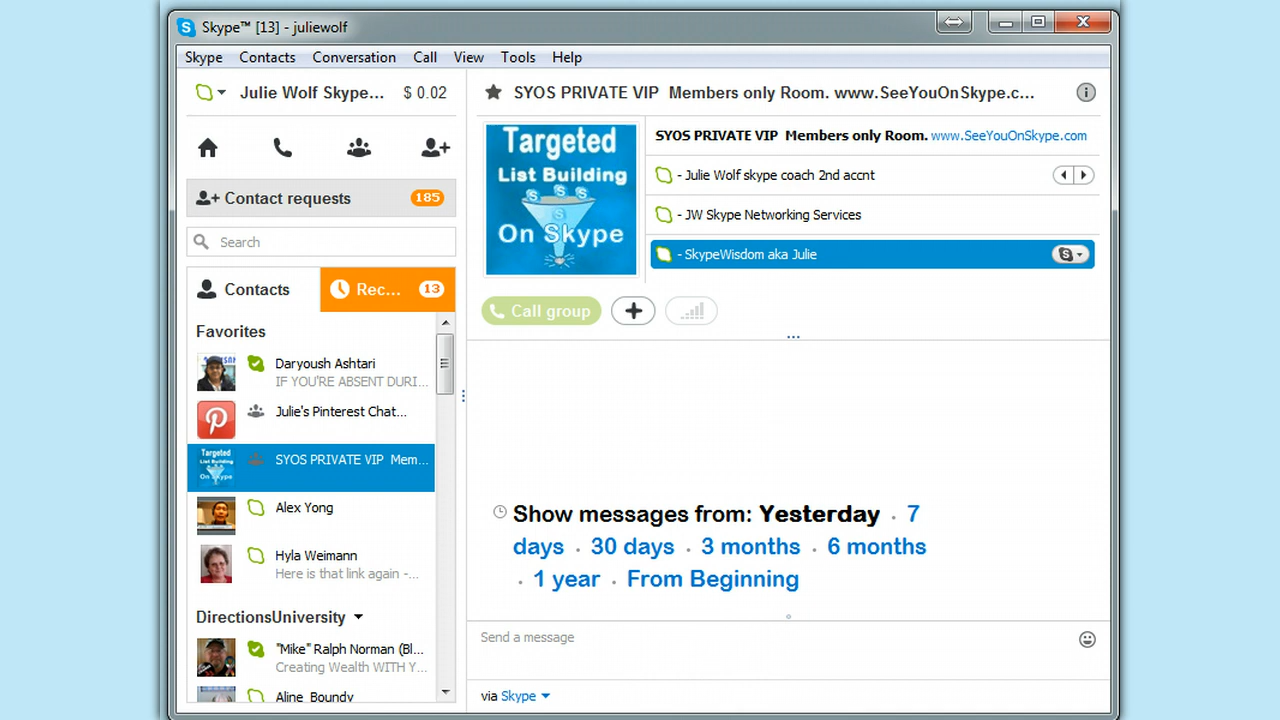 Skype™ [13] - juliewolf
Skype Contacts Conversation Call View Tools Help
Julie Wolf Skype... $ 0.02
Contact requests 185
Search
Contacts Rec... 13
Favorites
Daryoush Ashtari
IF YOU'RE ABSENT DURI...
Julie's Pinterest Chat...
SYOS PRIVATE VIP Mem...
Alex Yong
Hyla Weimann
Here is that link again -...
DirectionsUniversity
"Mike" Ralph Norman (Bl...
Creating Wealth WITH Y...
Aline Boundy
SYOS PRIVATE VIP Members only Room. www.SeeYouOnSkype.c...
Targeted
List Building
On Skype
SYOS PRIVATE VIP Members only Room. www.SeeYouOnSkype.com
- Julie Wolf skype coach 2nd accnt
- JW Skype Networking Services
- SkypeWisdom aka Julie
Call group
Show messages from: Yesterday · 7
days · 30 days · 3 months · 6 months
· 1 year · From Beginning
Send a message
via Skype